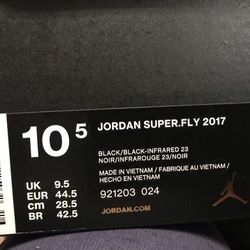 10 5
JORDAN SUPER.FLY 2017
BLACK/BLACK-INFRARED 23
NOIR/INFRAROUGE 23/NOIR
MADE IN VIETNAM / FABRIQUE AU VIETNAM /
HECHO EN VIETNAM
UK 9.5
EUR 44.5
cm 28.5
BR 42.5
921203 024
JORDAN.COM